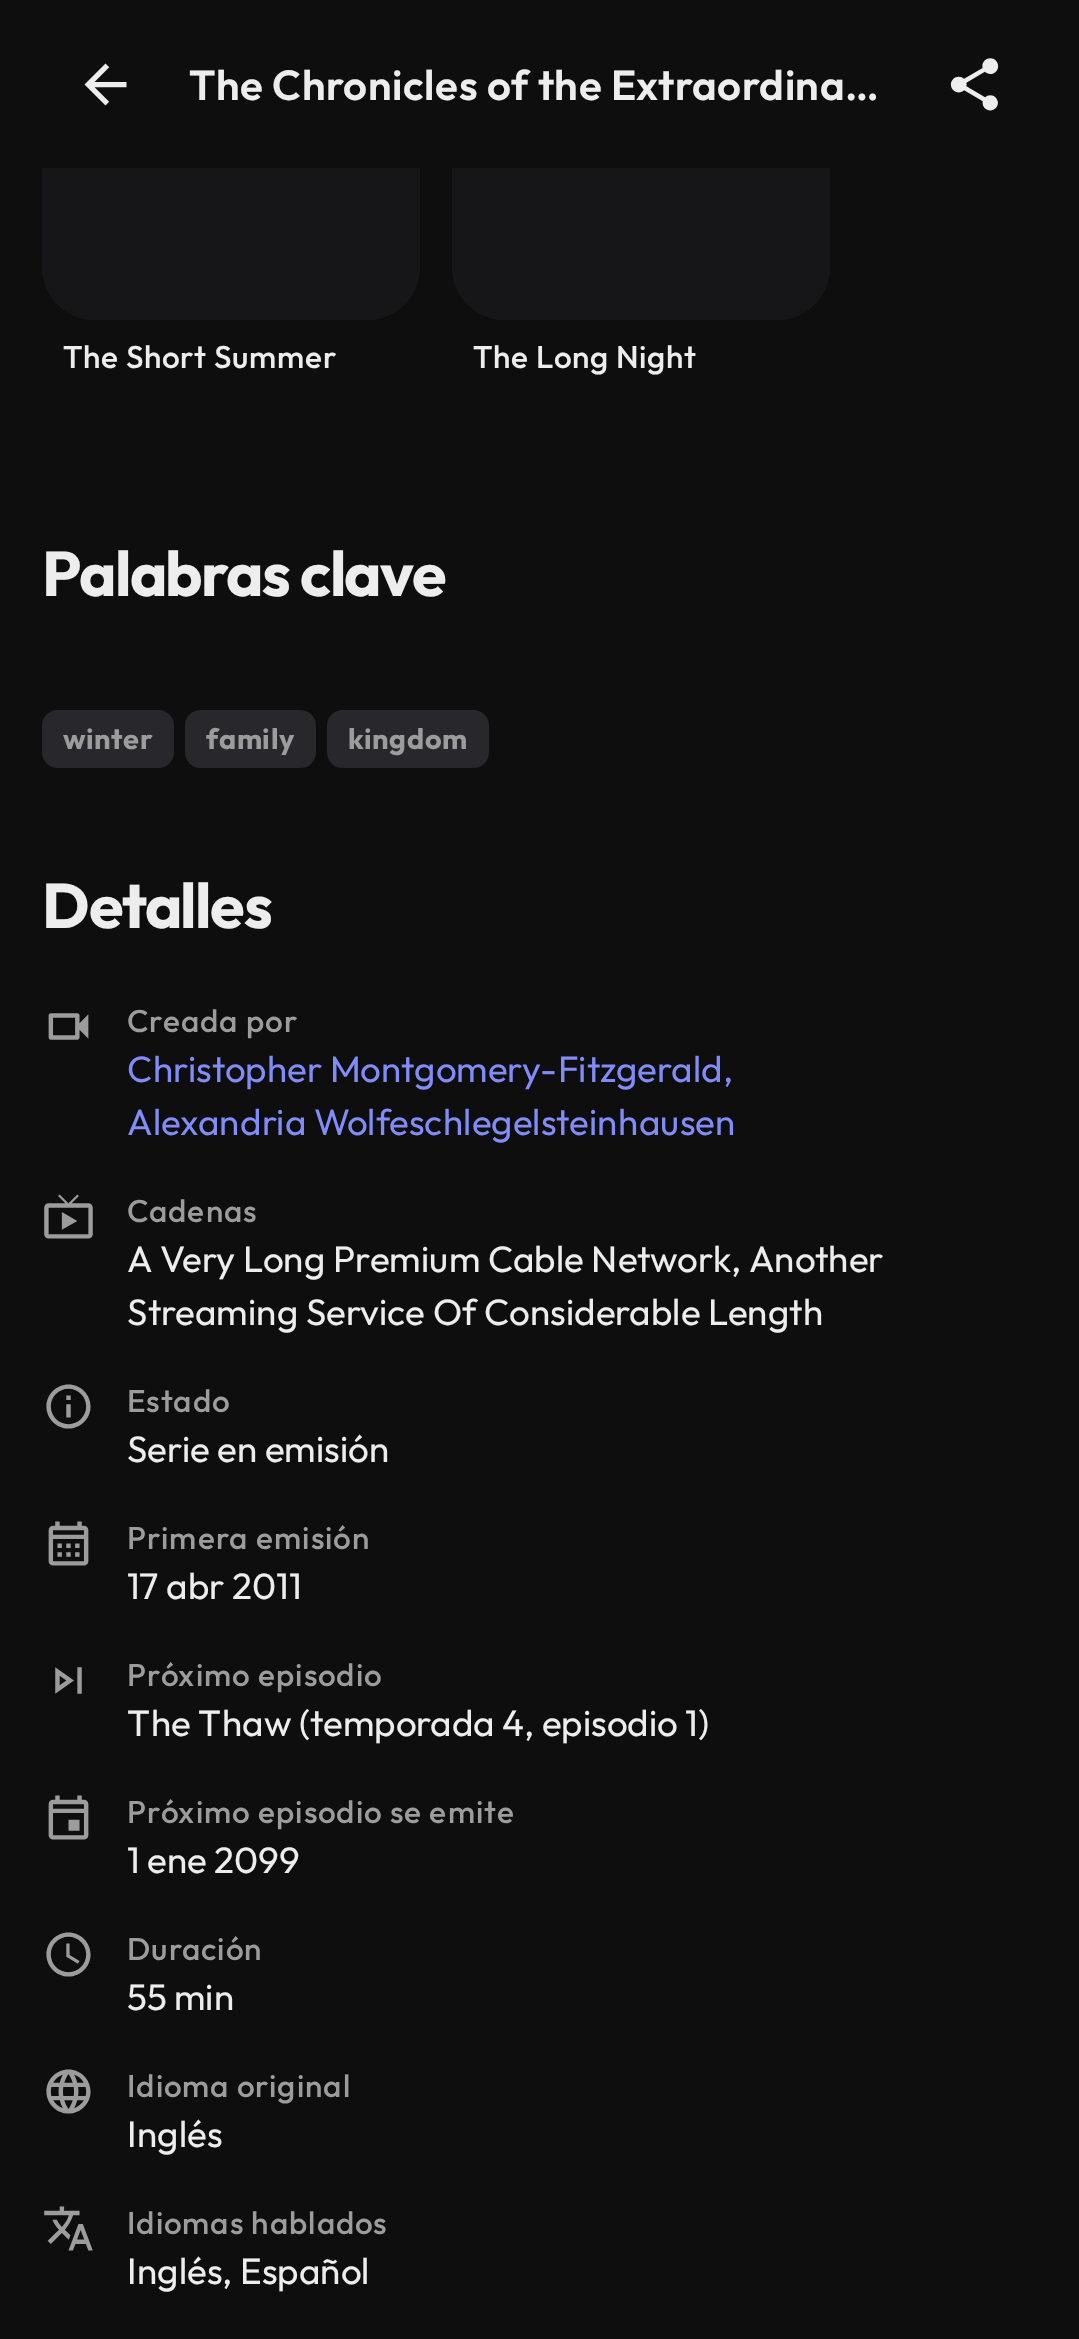 The Chronicles of the Extraordina...
The Short Summer
The Long Night
Palabras clave
winter
family
kingdom
Detalles
Creada por
Christopher Montgomery-Fitzgerald,
Alexandria Wolfeschlegelsteinhausen
Cadenas
A Very Long Premium Cable Network, Another
Streaming Service Of Considerable Length
Estado
Serie en emisión
Primera emisión
17 abr 2011
Próximo episodio
The Thaw (temporada 4, episodio 1)
Próximo episodio se emite
1 ene 2099
Duración
55 min
Idioma original
Inglés
Idiomas hablados
Inglés, Español